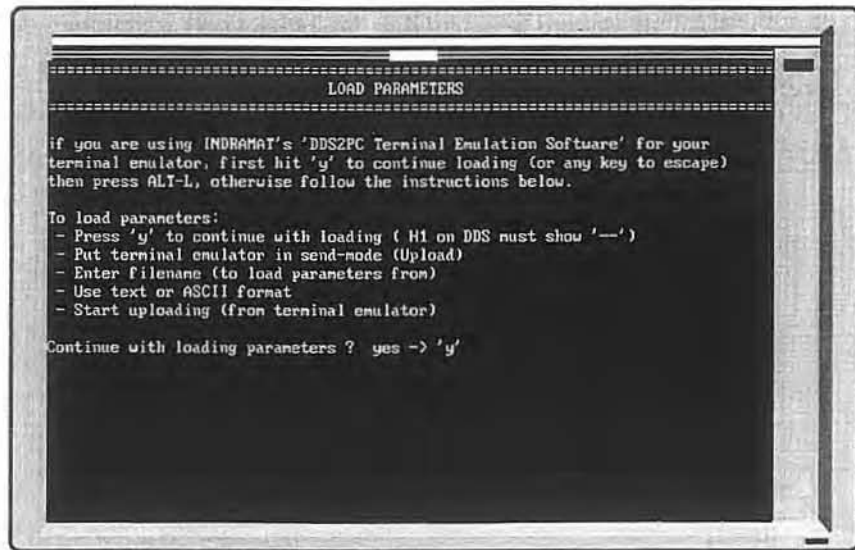 ================================================================
LOAD PARAMETERS
================================================================
if you are using INDRAMAT's 'DDS2PC Terminal Emulation Software' for your
terminal emulator, first hit 'y' to continue loading (or any key to escape)
then press ALT-L, otherwise follow the instructions below.
To load parameters:
- Press 'y' to continue with loading ( H1 on DDS must show '--')
- Put terminal emulator in send-mode (Upload)
- Enter filename (to load parameters from)
- Use text or ASCII format
- Start uploading (from terminal emulator)
Continue with loading parameters ?  yes -> 'y'